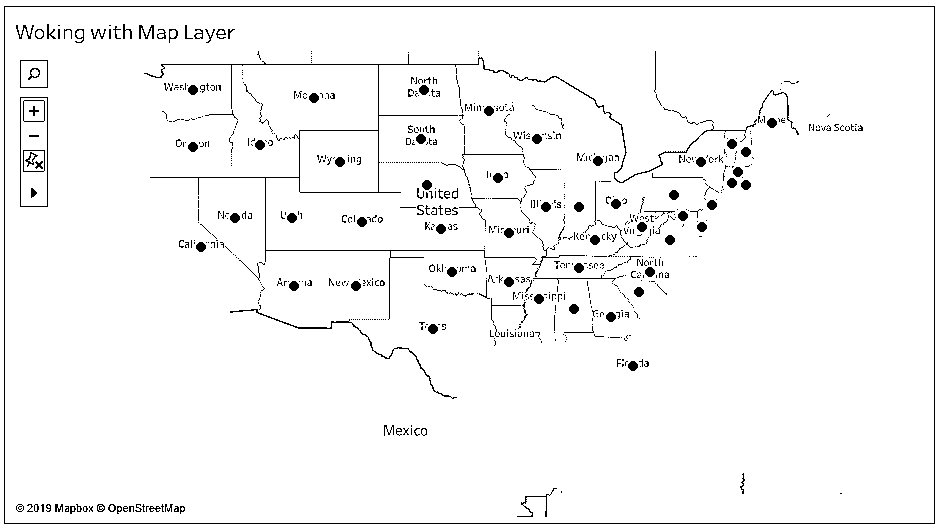 Woking with Map Layer
Washington
Montana
North
Dakota
Minnesota
Maine
Nova Scotia
Oregon
Idaho
South
Dakota
Wisconsin
Wyoming
Michigan
New York
Iowa
United
States
Nevada
Utah
Colorado
Kansas
Illinois
Ohio
Missouri
Kentucky
West
Virginia
California
Arizona
New Mexico
Oklahoma
Arkansas
Tennessee
North
Carolina
Mississippi
Georgia
Texas
Louisiana
Florida
Mexico
© 2019 Mapbox © OpenStreetMap